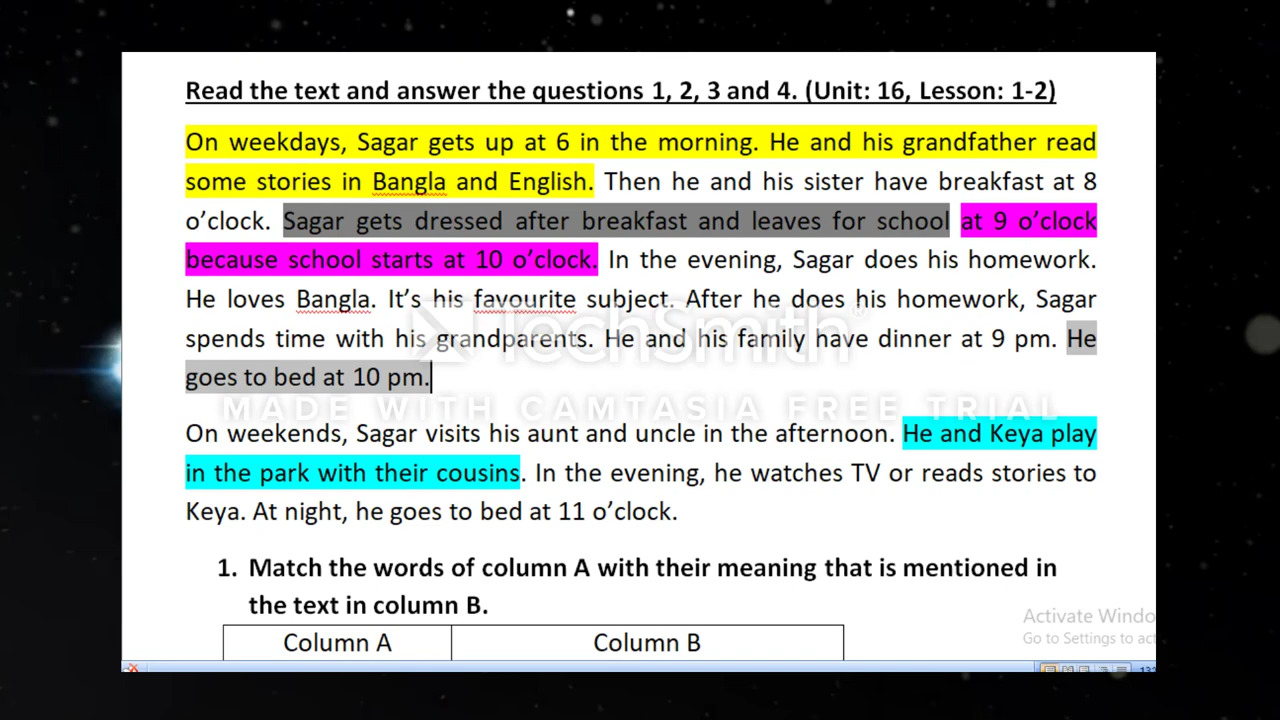 Read the text and answer the questions 1, 2, 3 and 4. (Unit: 16, Lesson: 1-2)
On weekdays, Sagar gets up at 6 in the morning. He and his grandfather read
some stories in Bangla and English. Then he and his sister have breakfast at 8
o’clock. Sagar gets dressed after breakfast and leaves for school at 9 o’clock
because school starts at 10 o’clock. In the evening, Sagar does his homework.
He loves Bangla. It’s his favourite subject. After he does his homework, Sagar
spends time with his grandparents. He and his family have dinner at 9 pm. He
goes to bed at 10 pm.
TechSmith®
MADE WITH CAMTASIA FREE TRIAL
On weekends, Sagar visits his aunt and uncle in the afternoon. He and Keya play
in the park with their cousins. In the evening, he watches TV or reads stories to
Keya. At night, he goes to bed at 11 o’clock.
1. Match the words of column A with their meaning that is mentioned in
the text in column B.
Column A Column B
Activate Windo
Go to Settings to act